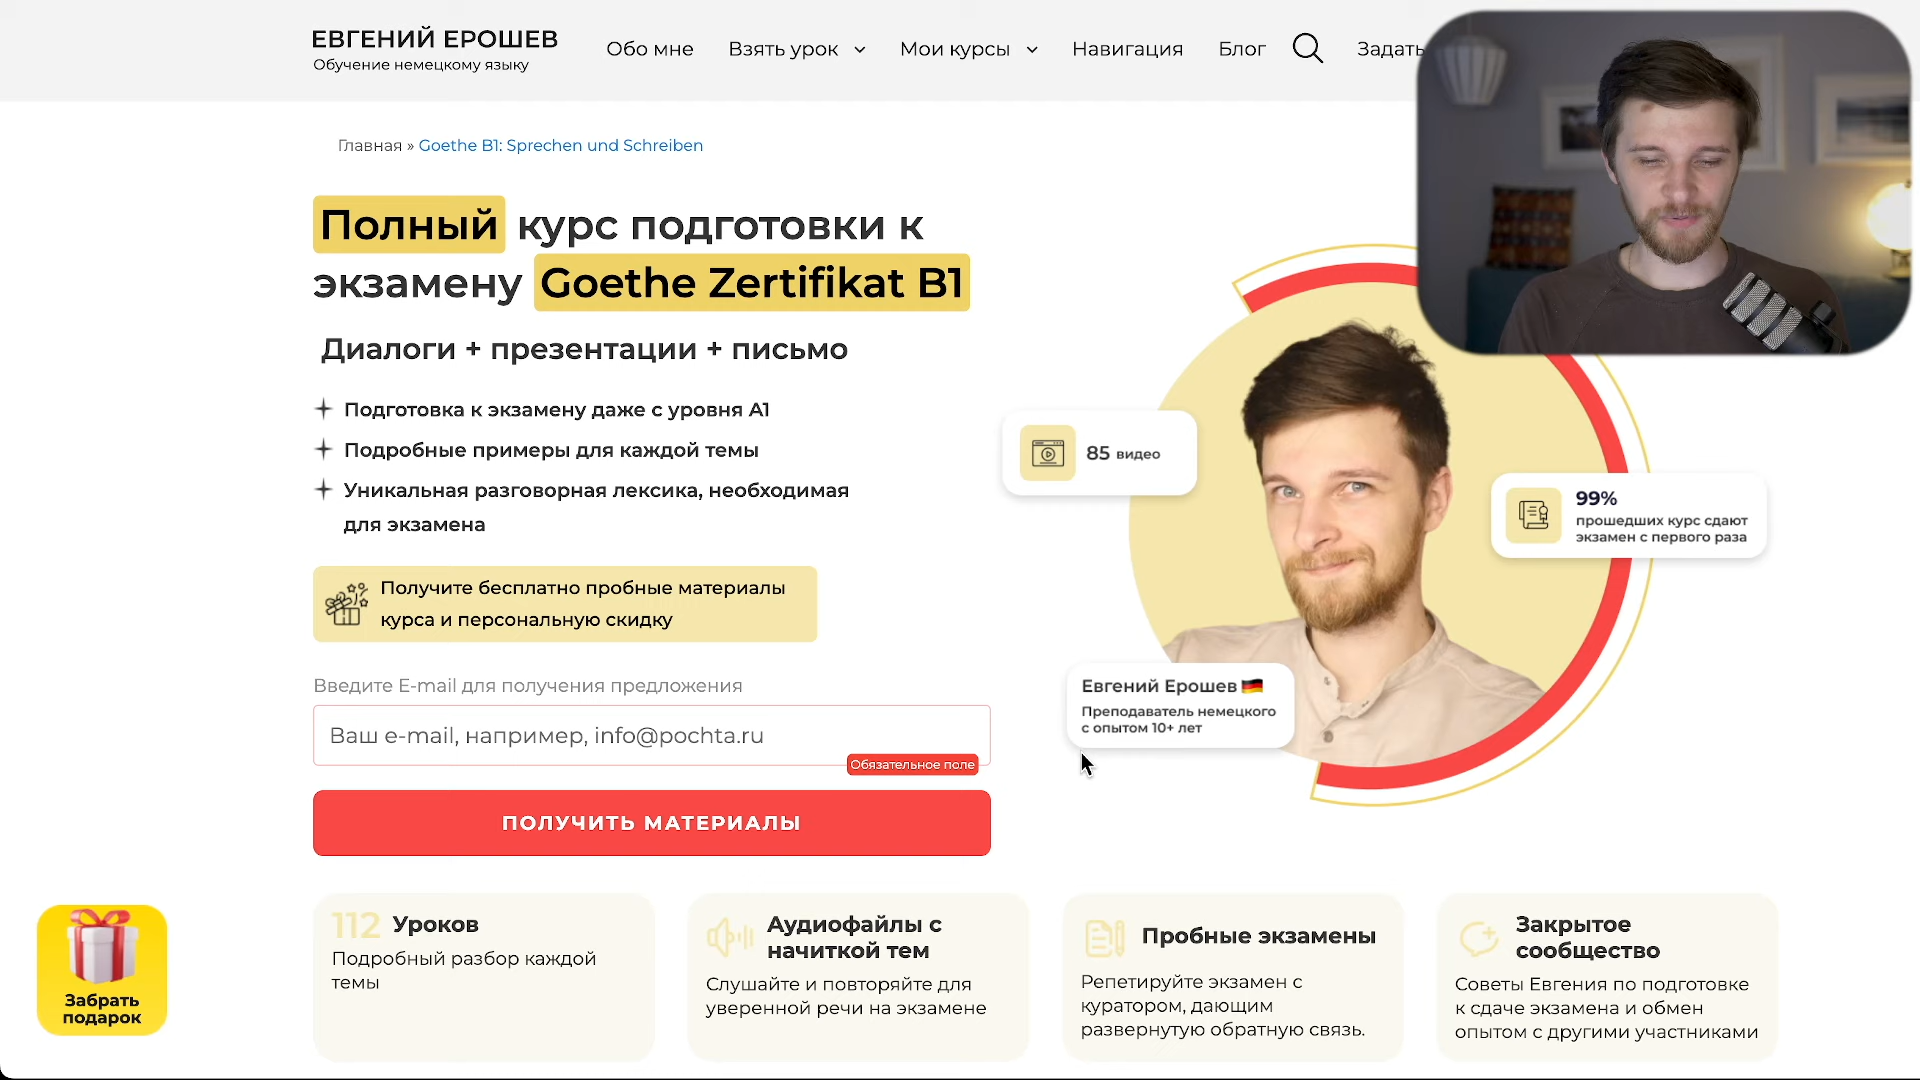 ЕВГЕНИЙ ЕРОШЕВ
Обучение немецкому языку
Обо мне
Взять урок
Мои курсы
Навигация
Блог
Задать
Главная » Goethe B1: Sprechen und Schreiben
Полный курс подготовки к
экзамену Goethe Zertifikat B1
Диалоги + презентации + письмо
Подготовка к экзамену даже с уровня А1
Подробные примеры для каждой темы
Уникальная разговорная лексика, необходимая
для экзамена
Получите бесплатно пробные материалы
курса и персональную скидку
Введите E-mail для получения предложения
Ваш e-mail, например, info@pochta.ru
Обязательное поле
ПОЛУЧИТЬ МАТЕРИАЛЫ
85 видео
99%
прошедших курс сдают
экзамен с первого раза
Евгений Ерошев
Преподаватель немецкого
с опытом 10+ лет
Забрать
подарок
112 Уроков
Подробный разбор каждой
темы
Аудиофайлы с
начиткой тем
Слушайте и повторяйте для
уверенной речи на экзамене
Пробные экзамены
Репетируйте экзамен с
куратором, дающим
развернутую обратную связь.
Закрытое
сообщество
Советы Евгения по подготовке
к сдаче экзамена и обмен
опытом с другими участниками